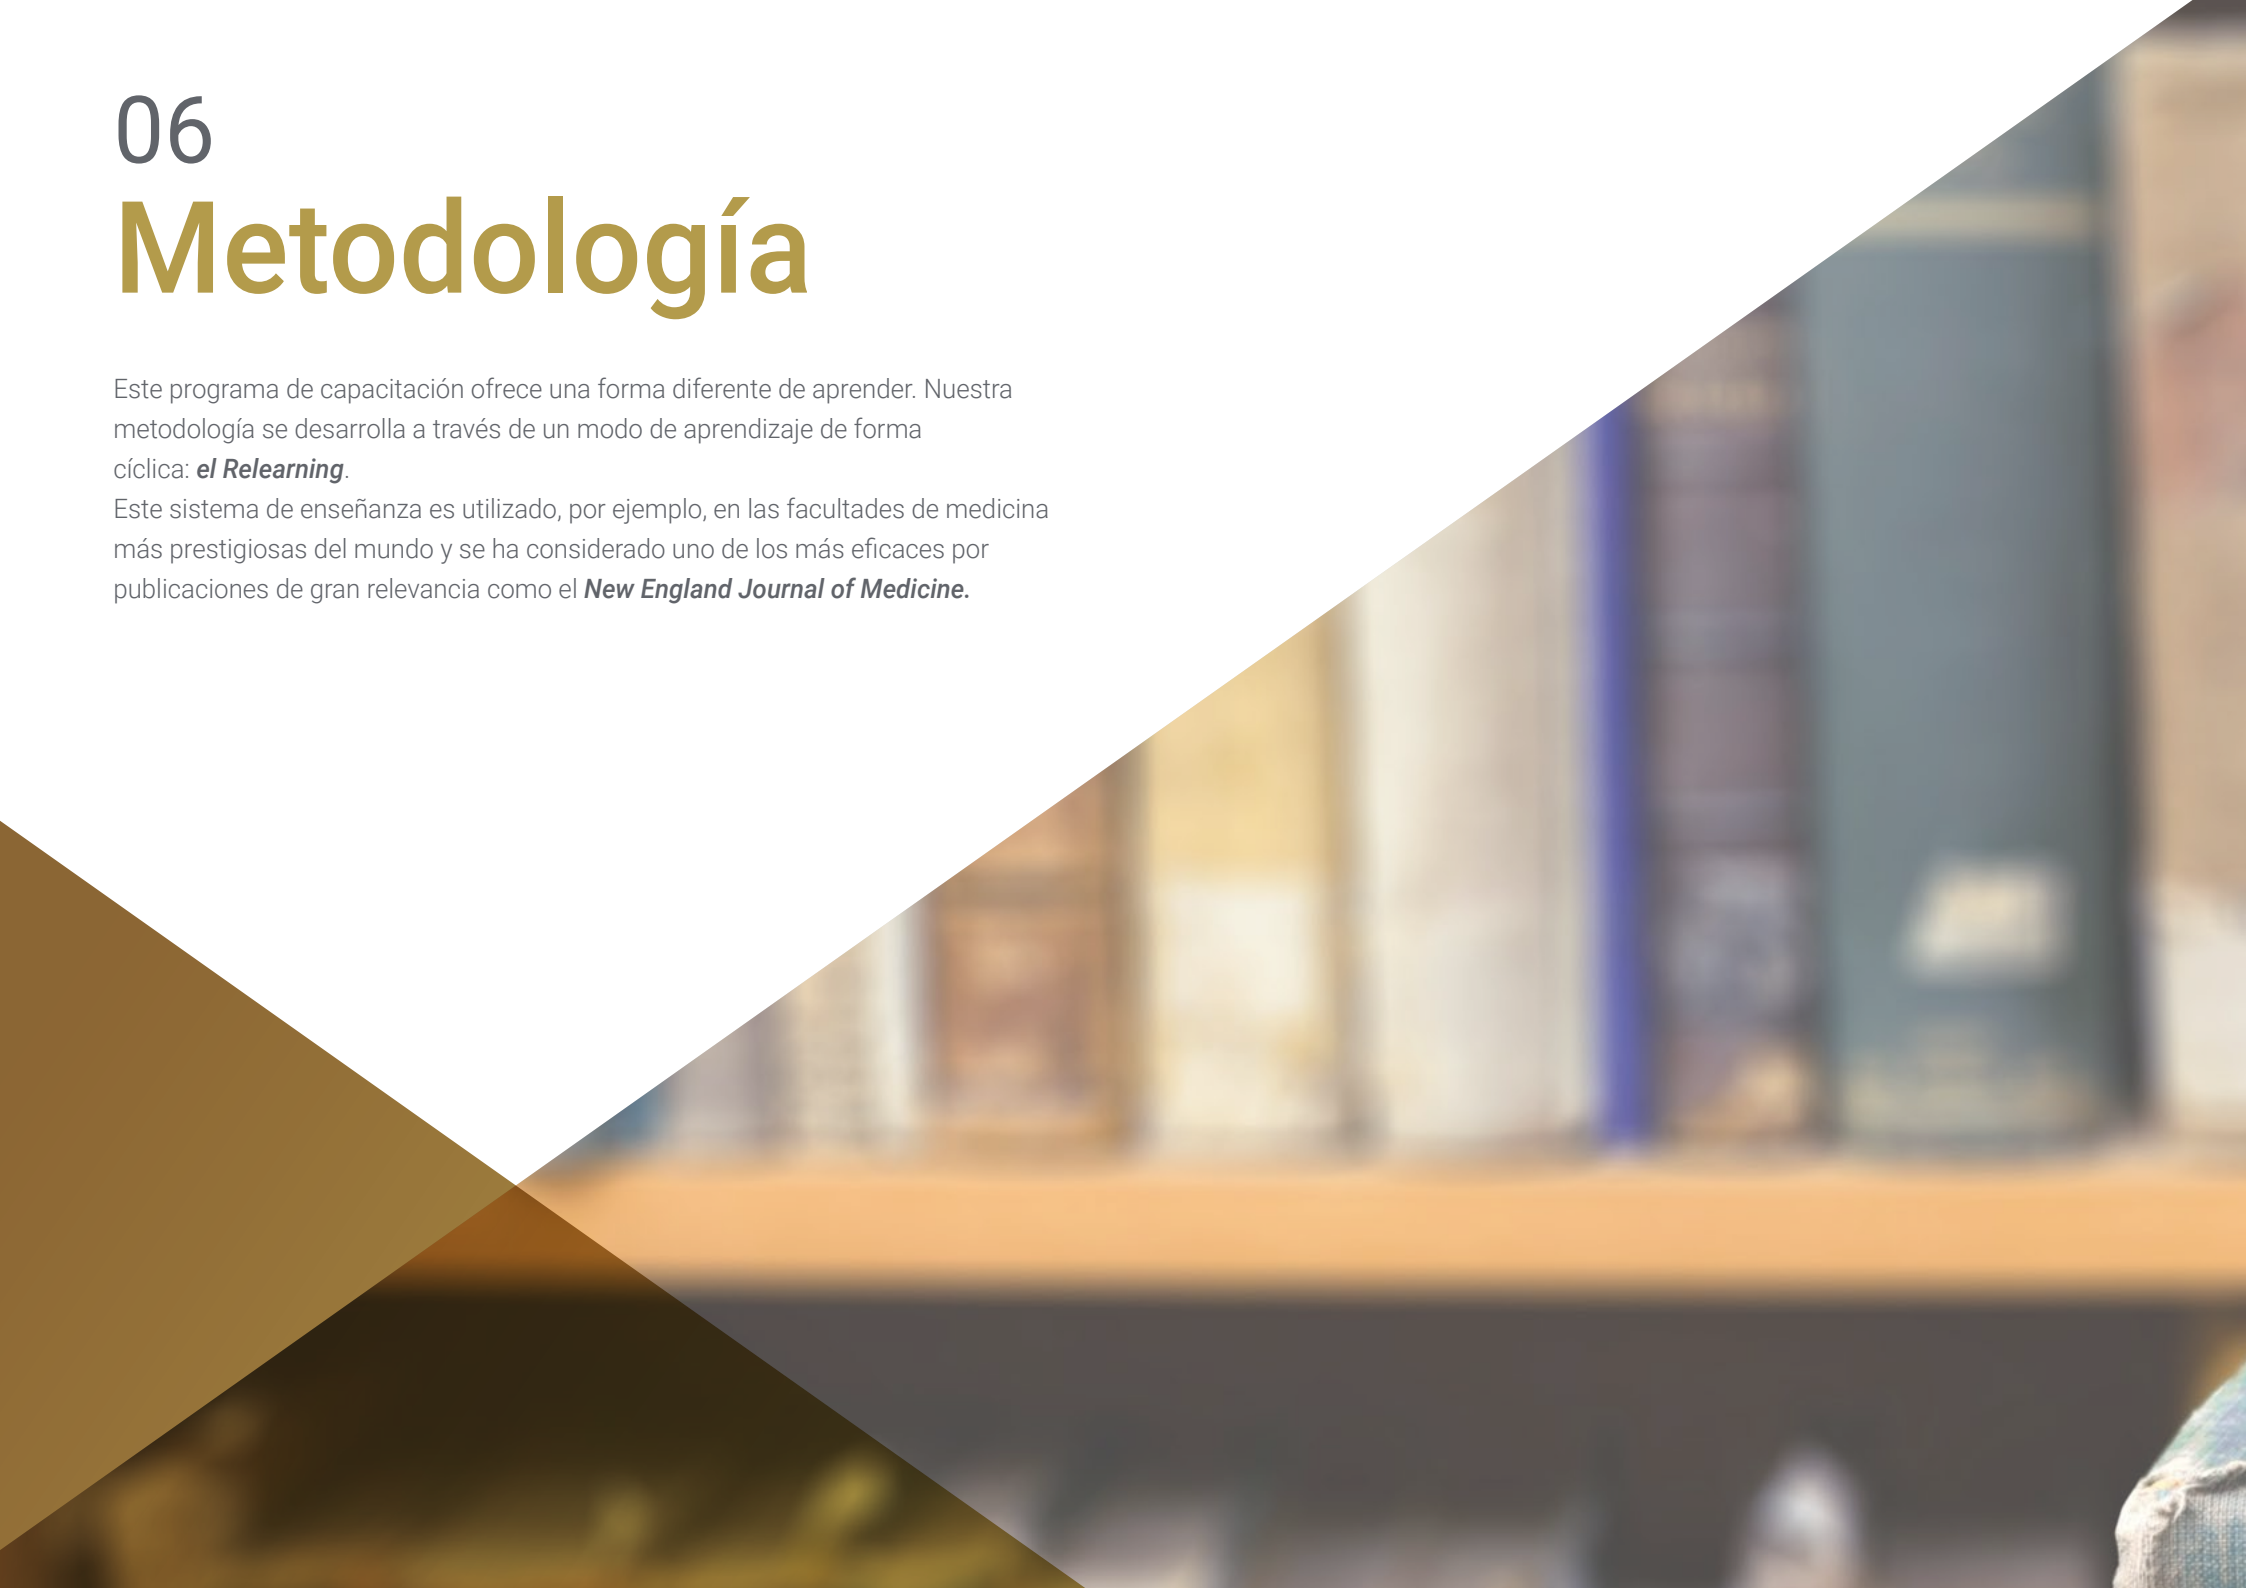 06
Metodología
Este programa de capacitación ofrece una forma diferente de aprender. Nuestra
metodología se desarrolla a través de un modo de aprendizaje de forma
cíclica: el Relearning.
Este sistema de enseñanza es utilizado, por ejemplo, en las facultades de medicina
más prestigiosas del mundo y se ha considerado uno de los más eficaces por
publicaciones de gran relevancia como el New England Journal of Medicine.